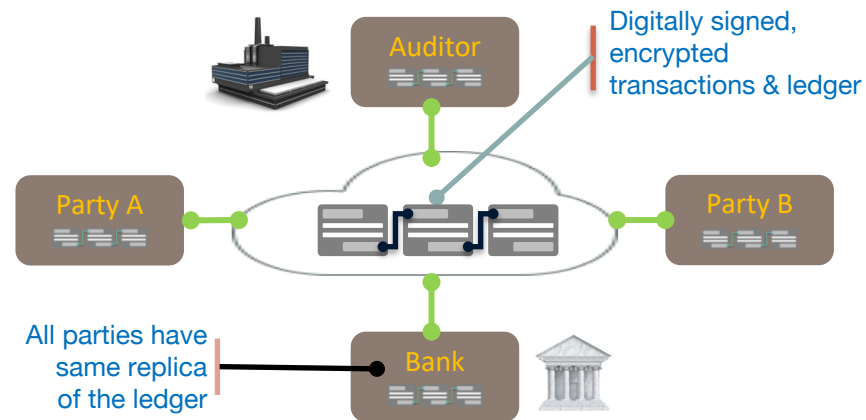 Auditor
Digitally signed,
encrypted
transactions & ledger
Party A
Party B
All parties have
same replica
of the ledger
Bank